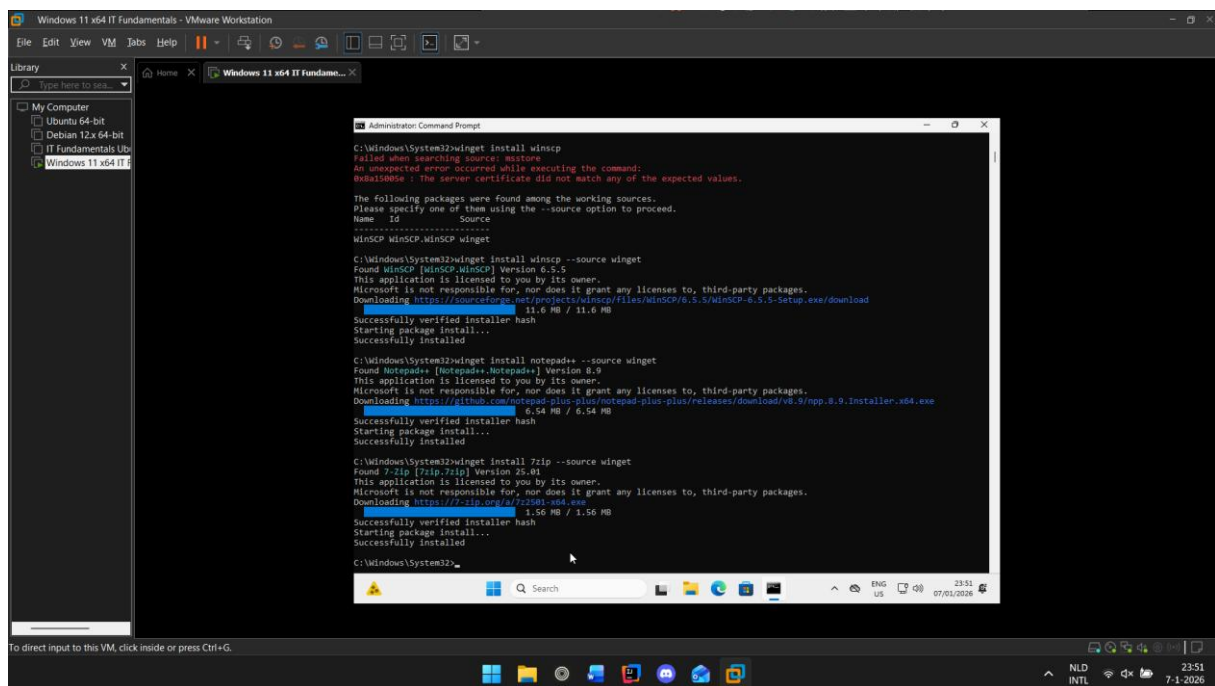 Windows 11 x64 IT Fundamentals - VMware Workstation
File Edit View VM Tabs Help
Library X
Type here to sea...
Home X Windows 11 x64 IT Fundame... X
My Computer
Ubuntu 64-bit
Debian 12.x 64-bit
IT Fundamentals Ub
Windows 11 x64 IT F
Administrator: Command Prompt
C:\Windows\System32>winget install winscp
Failed when searching source: msstore
An unexpected error occurred while executing the command:
0x8a15005e : The server certificate did not match any of the expected values.
The following packages were found among the working sources.
Please specify one of them using the --source option to proceed.
Name Id Source
---------------------------
WinSCP WinSCP.WinSCP winget
C:\Windows\System32>winget install winscp --source winget
Found WinSCP [WinSCP.WinSCP] Version 6.5.5
This application is licensed to you by its owner.
Microsoft is not responsible for, nor does it grant any licenses to, third-party packages.
Downloading https://sourceforge.net/projects/winscp/files/WinSCP/6.5.5/WinSCP-6.5.5-Setup.exe/download
11.6 MB / 11.6 MB
Successfully verified installer hash
Starting package install...
Successfully installed
C:\Windows\System32>winget install notepad++ --source winget
Found Notepad++ [Notepad++.Notepad++] Version 8.9
This application is licensed to you by its owner.
Microsoft is not responsible for, nor does it grant any licenses to, third-party packages.
Downloading https://github.com/notepad-plus-plus/notepad-plus-plus/releases/download/v8.9/npp.8.9.Installer.x64.exe
6.54 MB / 6.54 MB
Successfully verified installer hash
Starting package install...
Successfully installed
C:\Windows\System32>winget install 7zip --source winget
Found 7-Zip [7zip.7zip] Version 25.01
This application is licensed to you by its owner.
Microsoft is not responsible for, nor does it grant any licenses to, third-party packages.
Downloading https://7-zip.org/a/7z2501-x64.exe
1.56 MB / 1.56 MB
Successfully verified installer hash
Starting package install...
Successfully installed
C:\Windows\System32>_
Search
ENG
US
23:51
07/01/2026
To direct input to this VM, click inside or press Ctrl+G.
NLD
INTL
23:51
7-1-2026